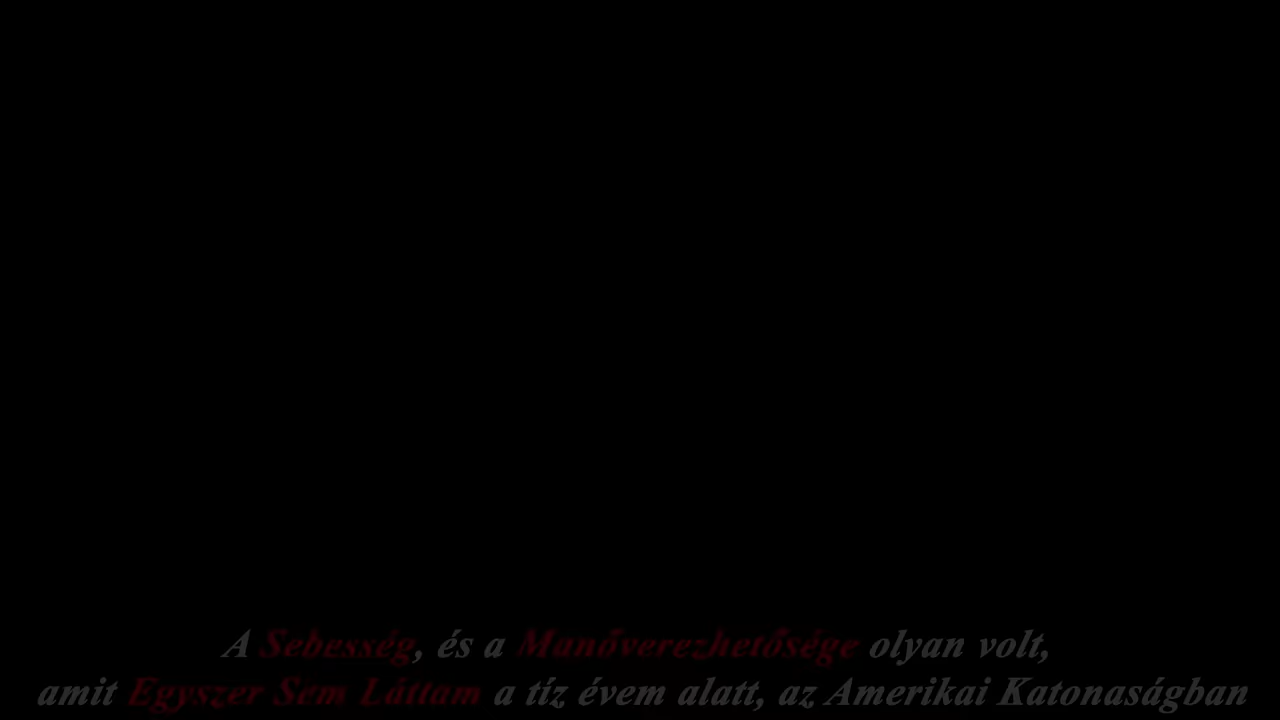 A Sebesség, és a Manőverezhetősége olyan volt,
amit Egyszer Sem Láttam a tíz évem alatt, az Amerikai Katonaságban